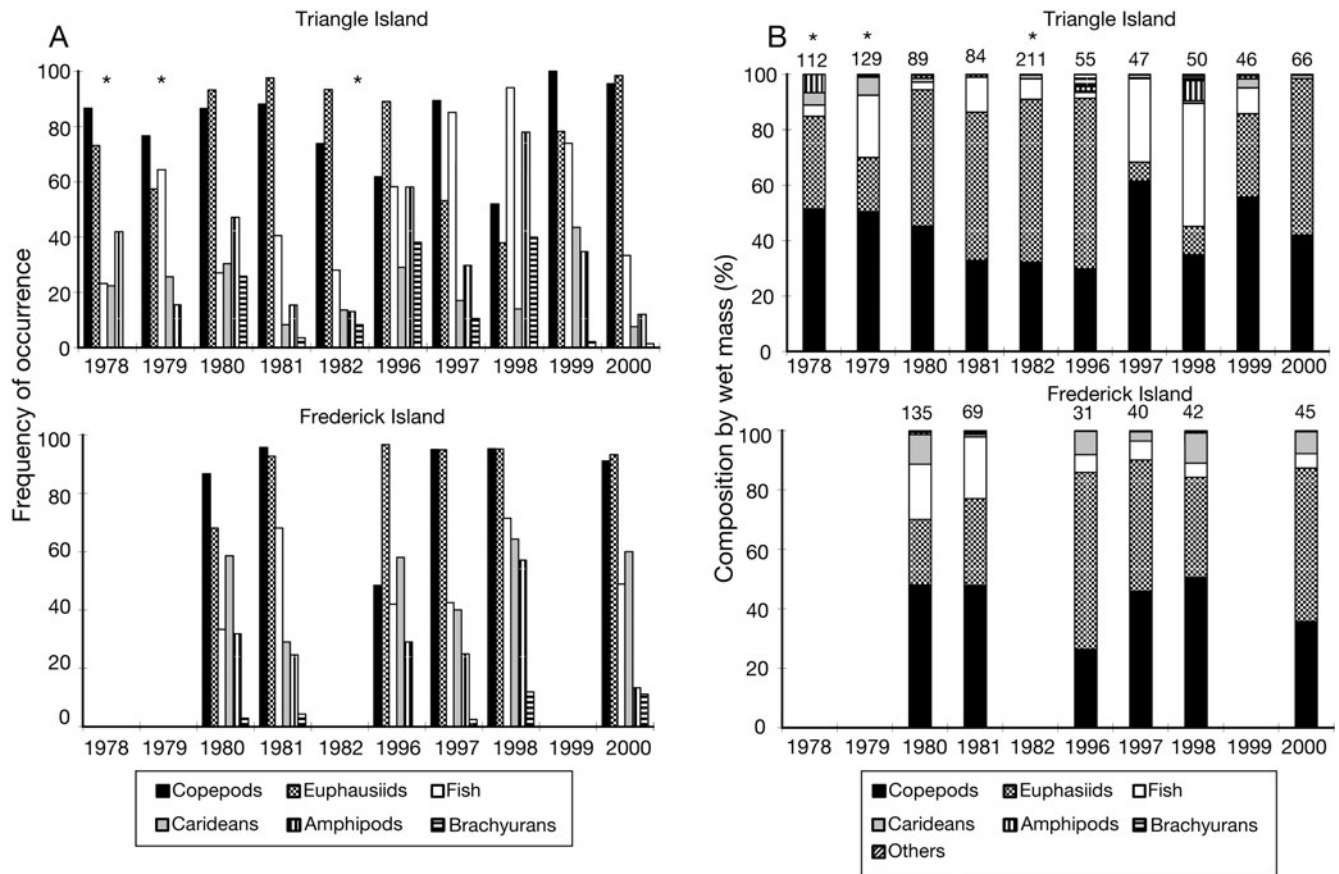 A
Triangle Island
* * *
100
80
60
40
20
0
1978 1979 1980 1981 1982 1996 1997 1998 1999 2000
Frederick Island
100
80
60
40
20
0
1978 1979 1980 1981 1982 1996 1997 1998 1999 2000
Frequency of occurrence
Copepods Euphausiids Fish
Carideans Amphipods Brachyurans
B
Triangle Island
* * *
112 129 89 84 211 55 47 50 46 66
100
80
60
40
20
0
1978 1979 1980 1981 1982 1996 1997 1998 1999 2000
Frederick Island
135 69 31 40 42 45
100
80
60
40
20
0
1978 1979 1980 1981 1982 1996 1997 1998 1999 2000
Composition by wet mass (%)
Copepods Euphasiids Fish
Carideans Amphipods Brachyurans
Others